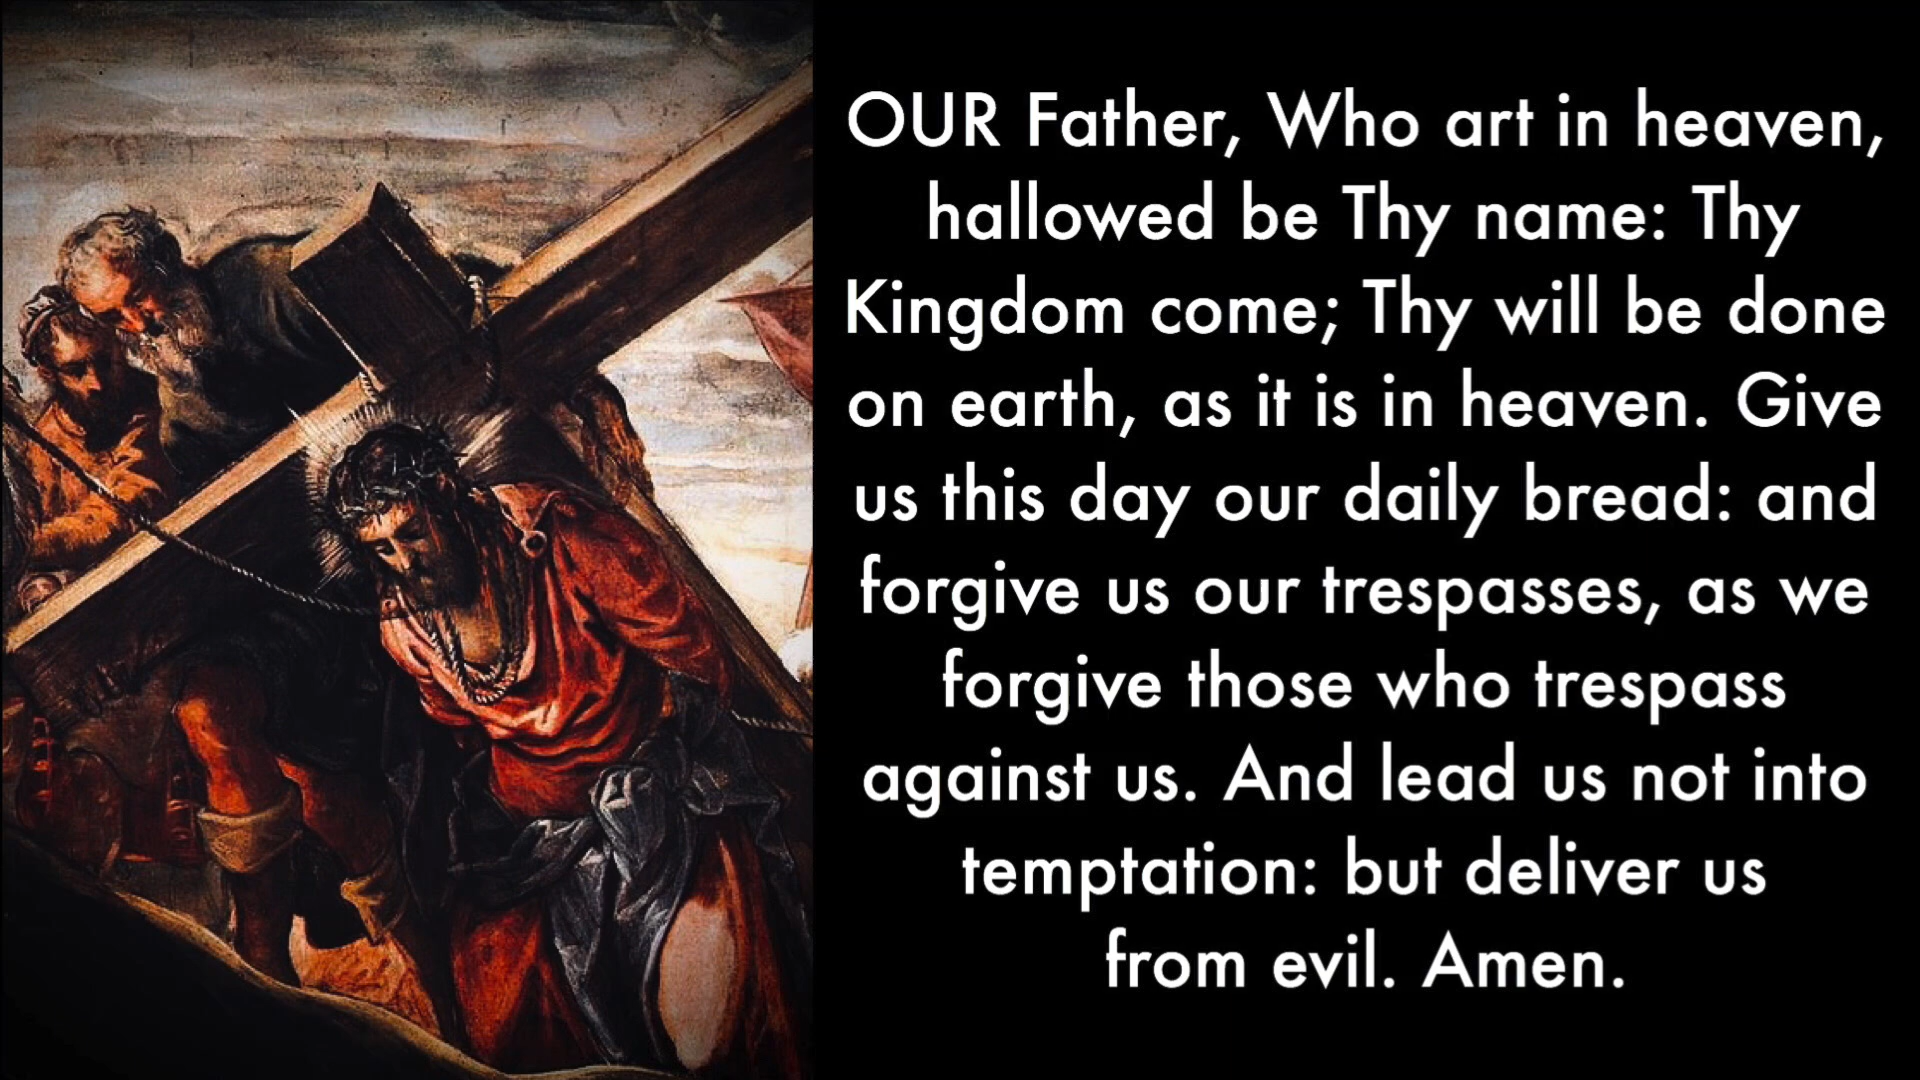 OUR Father, Who art in heaven,
hallowed be Thy name: Thy
Kingdom come; Thy will be done
on earth, as it is in heaven. Give
us this day our daily bread: and
forgive us our trespasses, as we
forgive those who trespass
against us. And lead us not into
temptation: but deliver us
from evil. Amen.